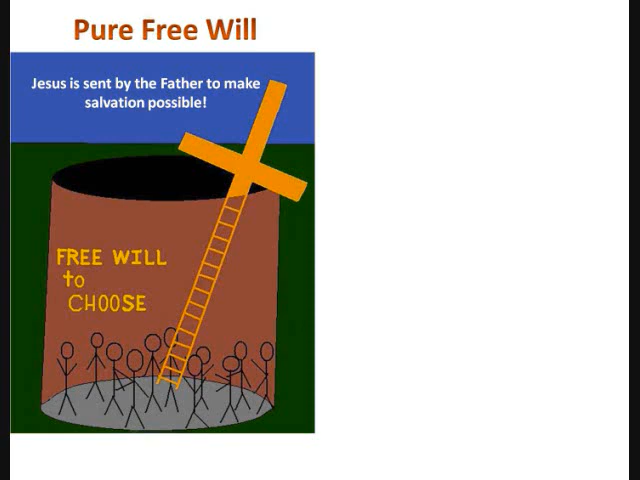 Pure Free Will
Jesus is sent by the Father to make
salvation possible!
FREE WILL
to
CHOOSE